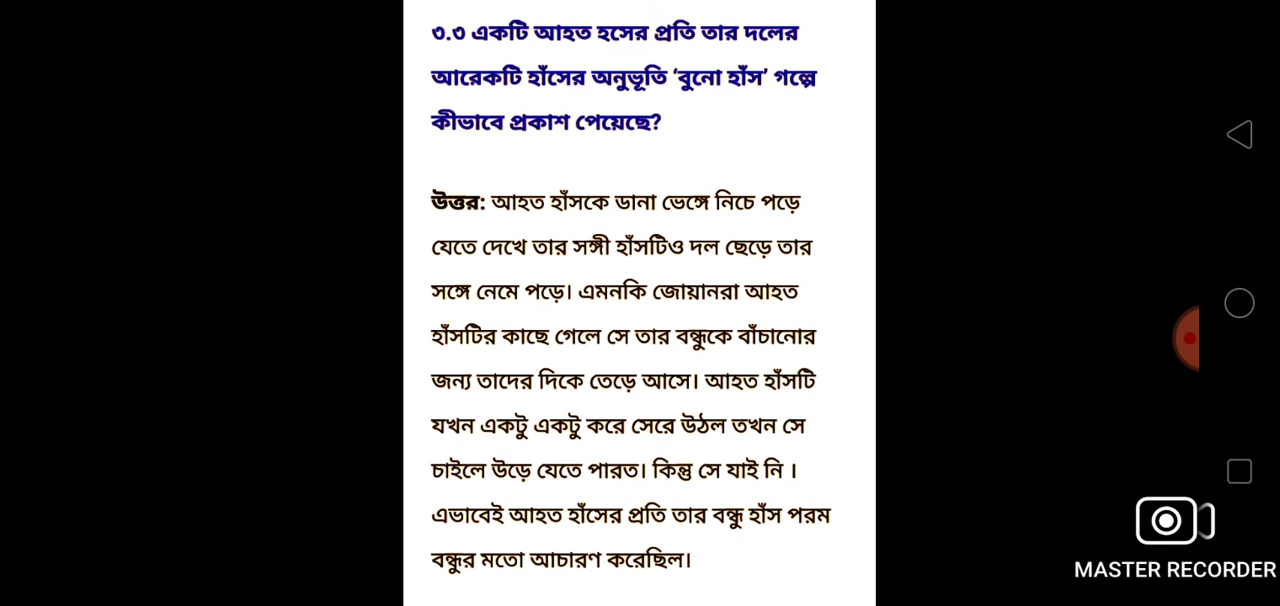 ৩.৩ একটি আহত হসের প্রতি তার দলের
আরেকটি হাঁসের অনুভূতি ‘বুনো হাঁস’ গল্পে
কীভাবে প্রকাশ পেয়েছে?
উত্তর: আহত হাঁসকে ডানা ভেঙ্গে নিচে পড়ে
যেতে দেখে তার সঙ্গী হাঁসটিও দল ছেড়ে তার
সঙ্গে নেমে পড়ে। এমনকি জোয়ানরা আহত
হাঁসটির কাছে গেলে সে তার বন্ধুকে বাঁচানোর
জন্য তাদের দিকে তেড়ে আসে। আহত হাঁসটি
যখন একটু একটু করে সেরে উঠল তখন সে
চাইলে উড়ে যেতে পারত। কিন্তু সে যাই নি ।
এভাবেই আহত হাঁসের প্রতি তার বন্ধু হাঁস পরম
বন্ধুর মতো আচারণ করেছিল।
MASTER RECORDER